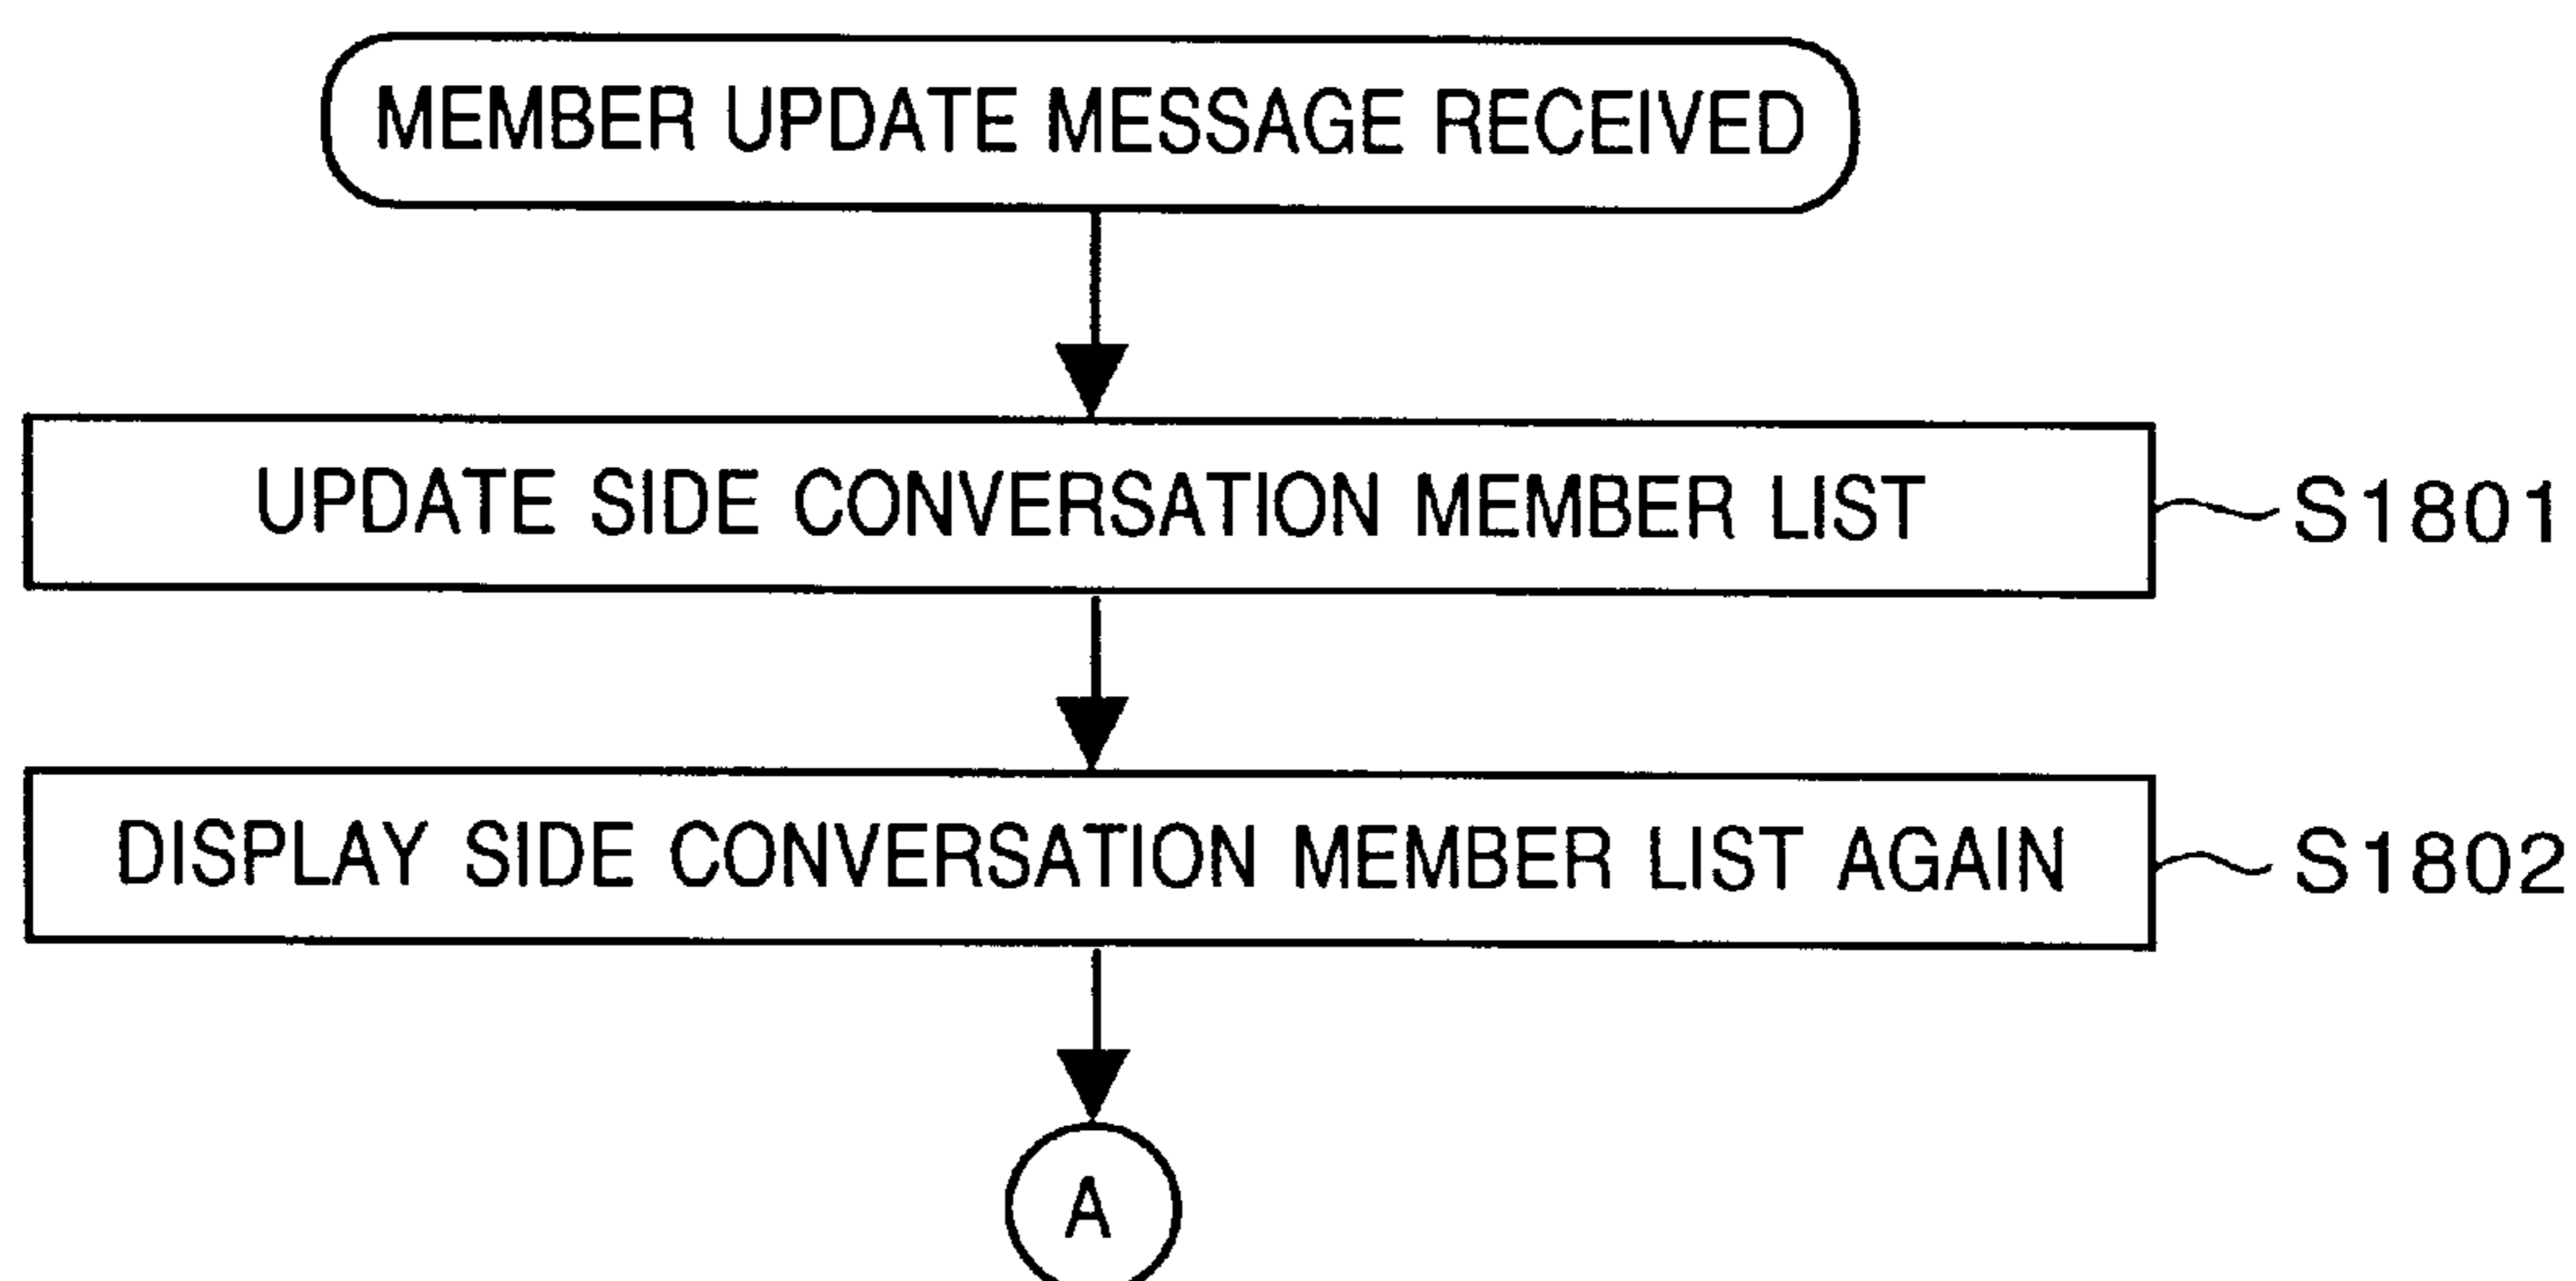 MEMBER UPDATE MESSAGE RECEIVED
UPDATE SIDE CONVERSATION MEMBER LIST
S1801
DISPLAY SIDE CONVERSATION MEMBER LIST AGAIN
S1802
A